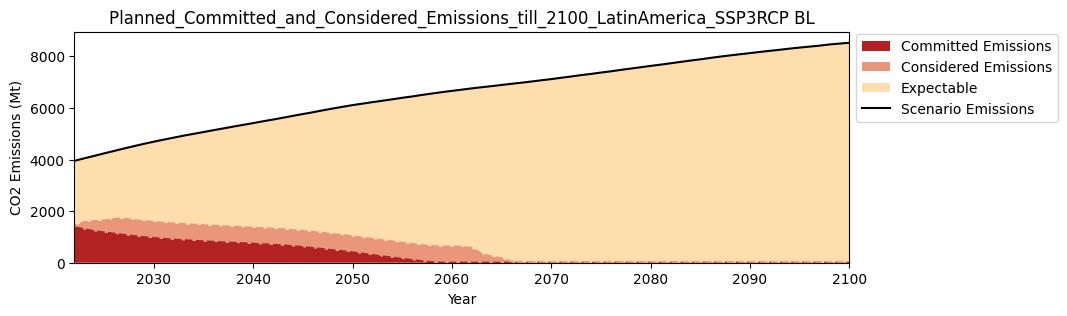 Planned_Committed_and_Considered_Emissions_till_2100_LatinAmerica_SSP3RCP BL
CO2 Emissions (Mt)
8000
6000
4000
2000
0
2030 2040 2050 2060 2070 2080 2090 2100
Year
Committed Emissions
Considered Emissions
Expectable
Scenario Emissions